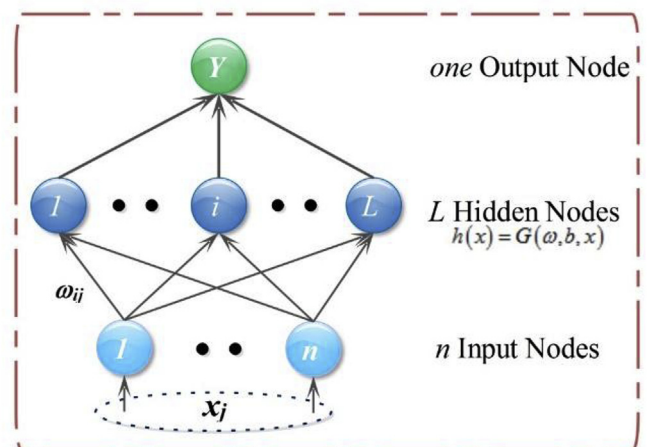 Y
one Output Node
1
i
L
L Hidden Nodes
h(x) = G(ω,b,x)
ω_ij
1
n
n Input Nodes
x_j